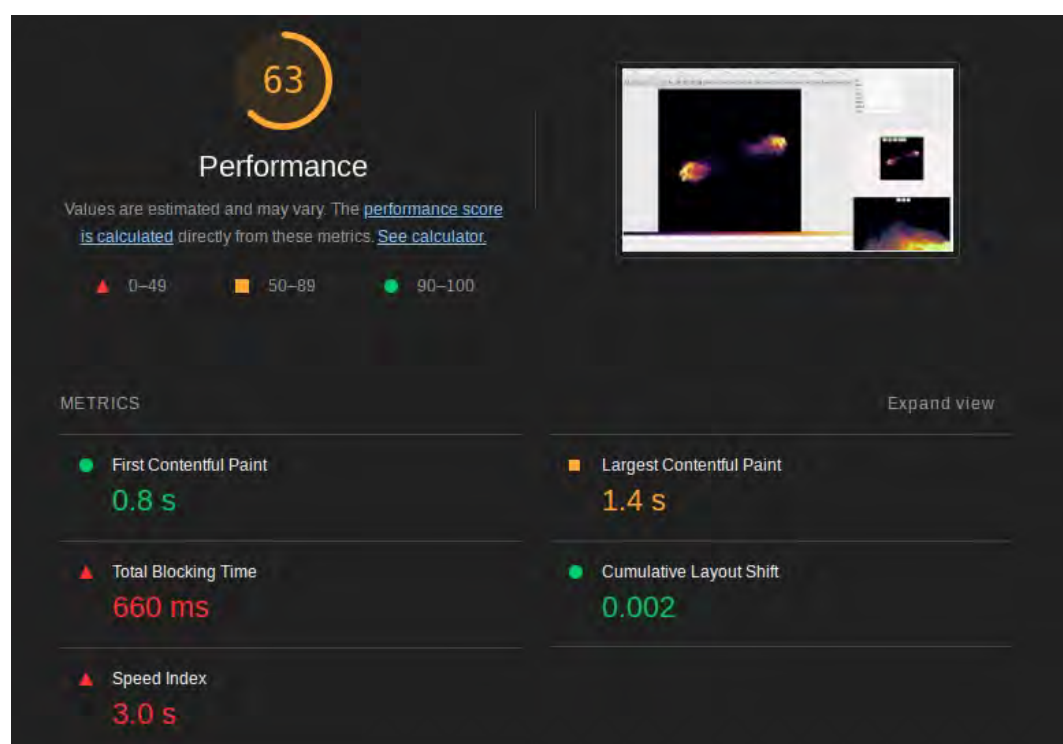 63
Performance
Values are estimated and may vary. The performance score
is calculated directly from these metrics. See calculator.
0–49 50–89 90–100
METRICS Expand view
First Contentful Paint
0.8 s
Largest Contentful Paint
1.4 s
Total Blocking Time
660 ms
Cumulative Layout Shift
0.002
Speed Index
3.0 s